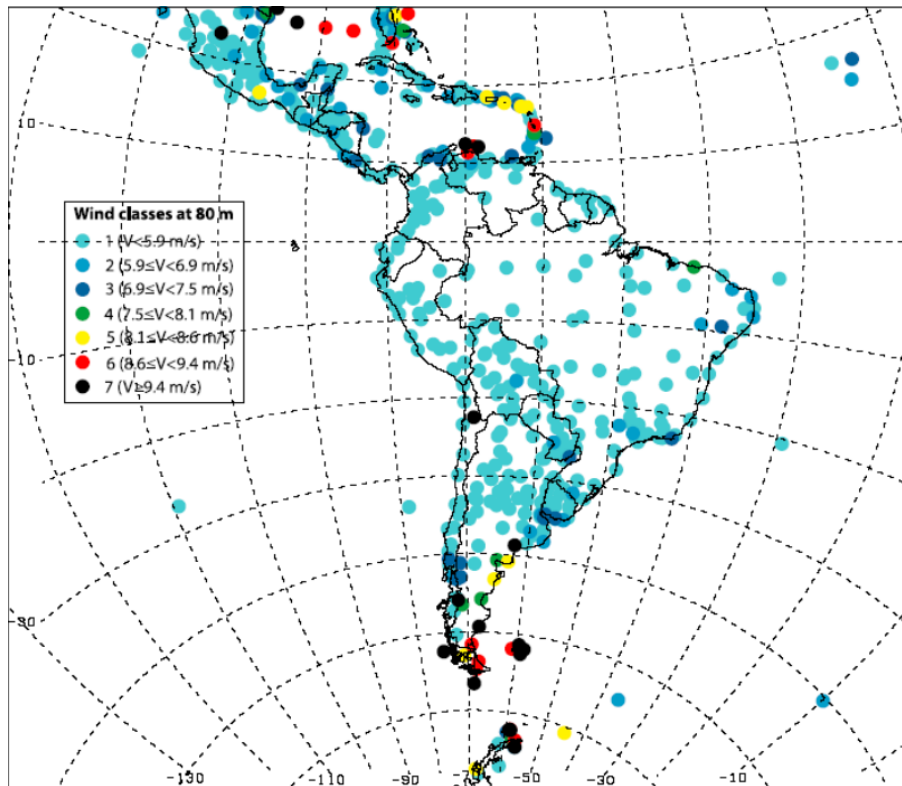 10
Wind classes at 80 m
1 (V<5.9 m/s)
2 (5.9≤V<6.9 m/s)
3 (6.9≤V<7.5 m/s)
4 (7.5≤V<8.1 m/s)
5 (8.1≤V<8.6 m/s)
6 (8.6≤V<9.4 m/s)
7 (V≥9.4 m/s)
-10
-30
-130
-110
-90
-70
-50
-30
-10